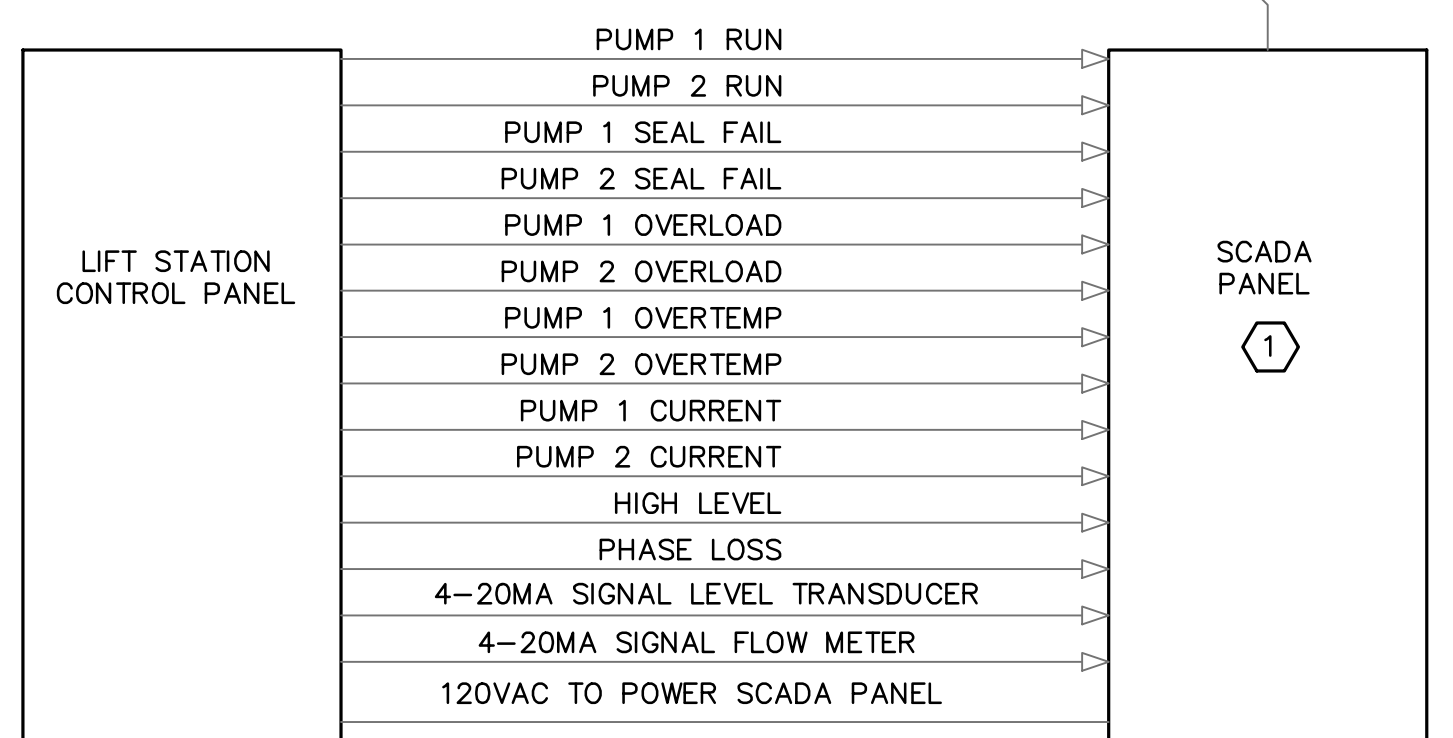 PUMP 1 RUN
PUMP 2 RUN
PUMP 1 SEAL FAIL
PUMP 2 SEAL FAIL
PUMP 1 OVERLOAD
LIFT STATION
CONTROL PANEL
PUMP 2 OVERLOAD
SCADA
PANEL
1
PUMP 1 OVERTEMP
PUMP 2 OVERTEMP
PUMP 1 CURRENT
PUMP 2 CURRENT
HIGH LEVEL
PHASE LOSS
4-20MA SIGNAL LEVEL TRANSDUCER
4-20MA SIGNAL FLOW METER
120VAC TO POWER SCADA PANEL